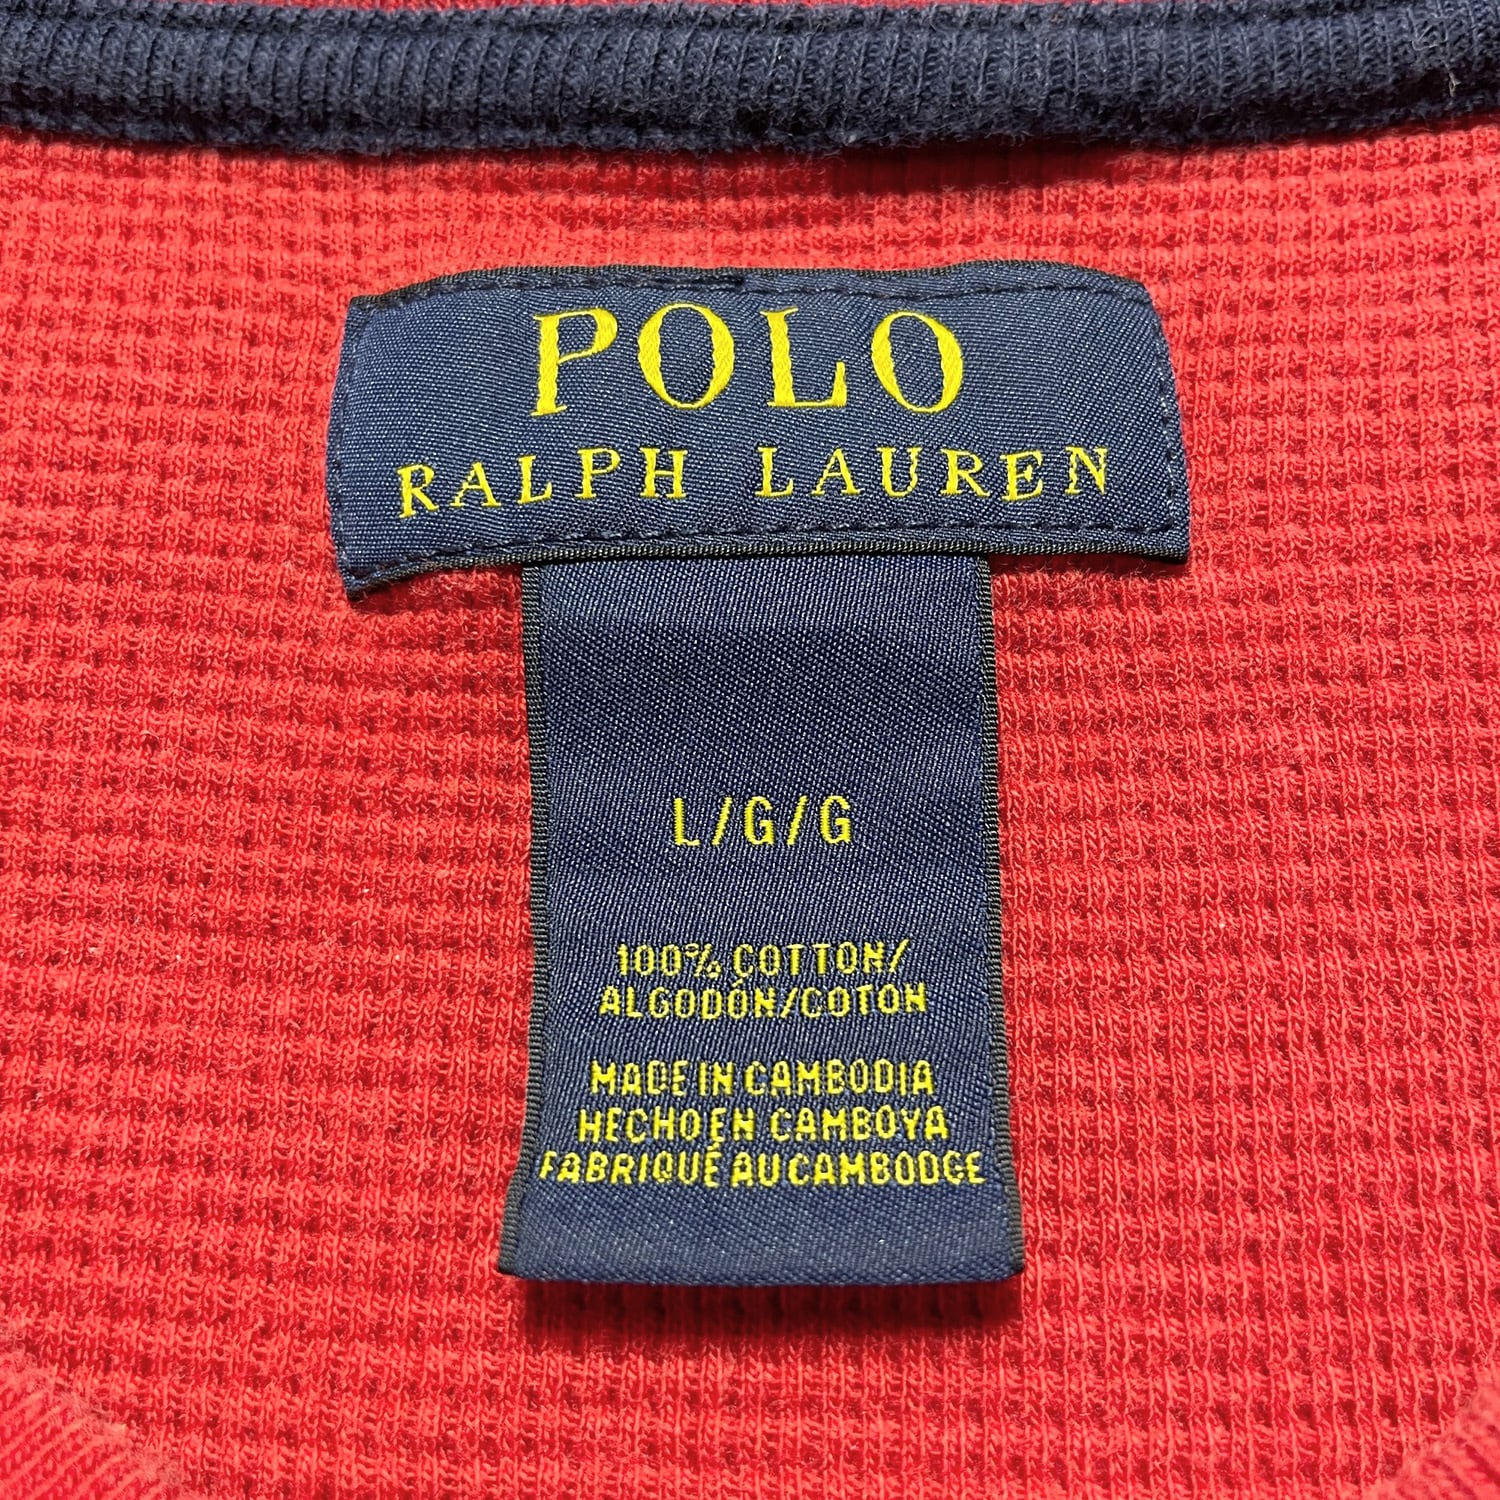 POLO
RALPH LAUREN
L/G/G
100% COTTON/
ALGODÓN/COTON
MADE IN CAMBODIA
HECHO EN CAMBOYA
FABRIQUÉ AU CAMBODGE